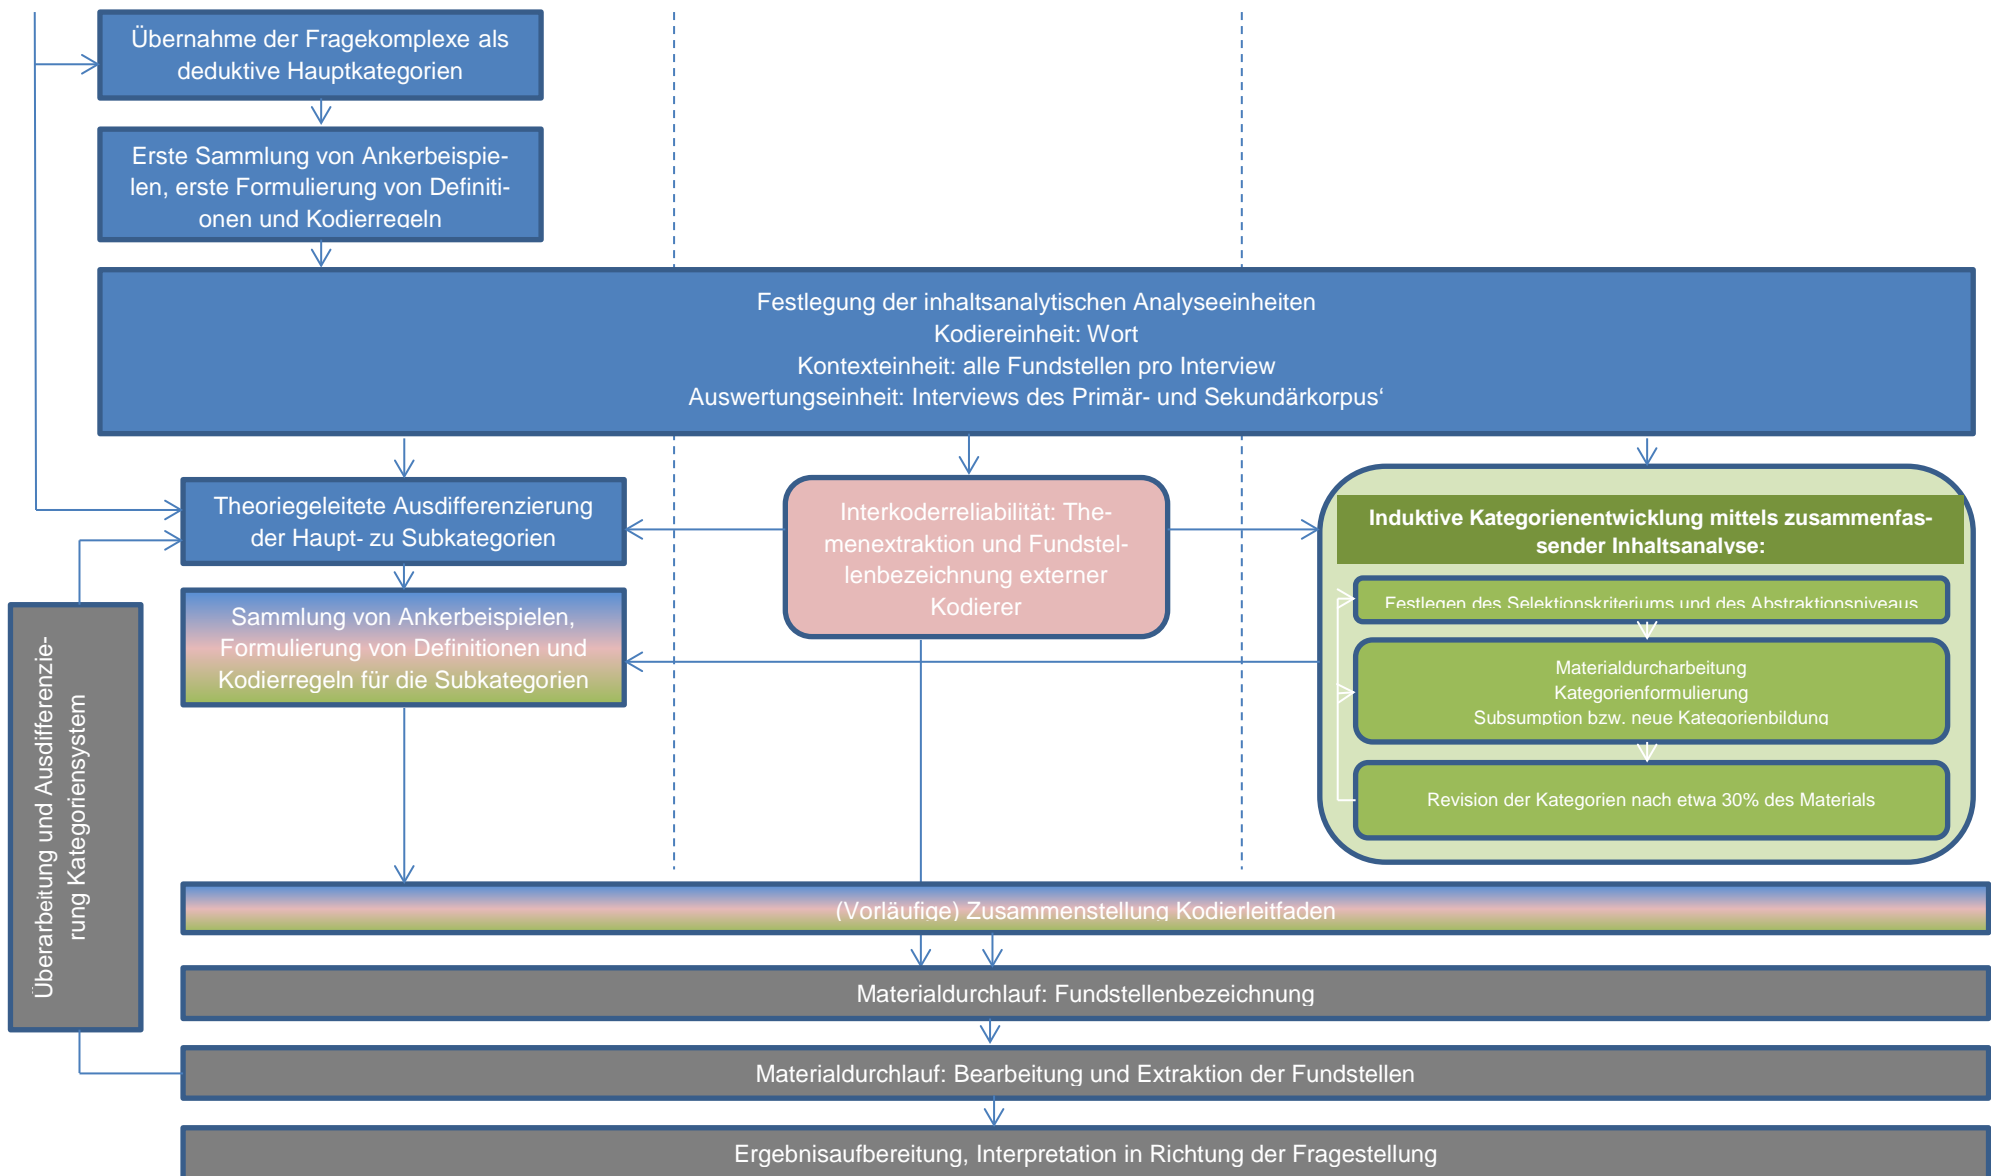 Übernahme der Fragekomplexe als
deduktive Hauptkategorien
Erste Sammlung von Ankerbeispie-
len, erste Formulierung von Definiti-
onen und Kodierregeln
Festlegung der inhaltsanalytischen Analyseeinheiten
Kodiereinheit: Wort
Kontexteinheit: alle Fundstellen pro Interview
Auswertungseinheit: Interviews des Primär- und Sekundärkorpus‘
Theoriegeleitete Ausdifferenzierung
der Haupt- zu Subkategorien
Sammlung von Ankerbeispielen,
Formulierung von Definitionen und
Kodierregeln für die Subkategorien
Interkoderreliabilität: The-
menextraktion und Fundstel-
lenbezeichnung externer
Kodierer
Induktive Kategorienentwicklung mittels zusammenfas-
sender Inhaltsanalyse:
Festlegen des Selektionskriteriums und des Abstraktionsniveaus
Materialdurcharbeitung
Kategorienformulierung
Subsumption bzw. neue Kategorienbildung
Revision der Kategorien nach etwa 30% des Materials
Überarbeitung und Ausdifferenzie-
rung Kategoriensystem
(Vorläufige) Zusammenstellung Kodierleitfaden
Materialdurchlauf: Fundstellenbezeichnung
Materialdurchlauf: Bearbeitung und Extraktion der Fundstellen
Ergebnisaufbereitung, Interpretation in Richtung der Fragestellung